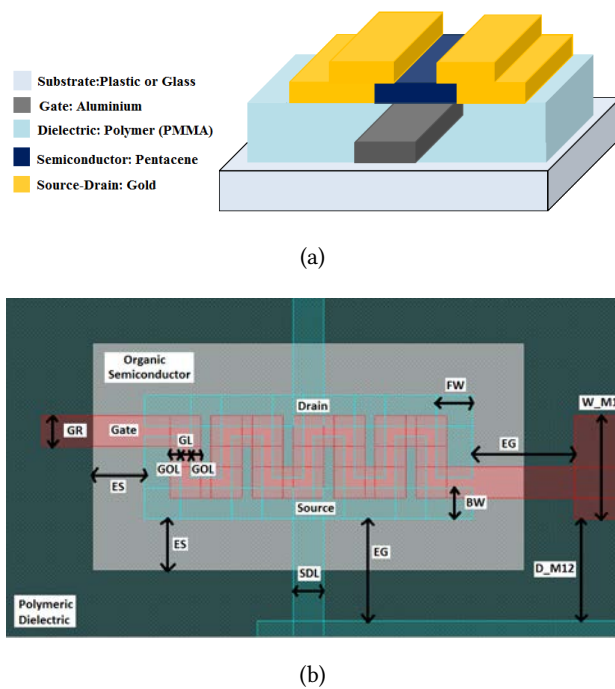 Substrate:Plastic or Glass
Gate: Aluminium
Dielectric: Polymer (PMMA)
Semiconductor: Pentacene
Source-Drain: Gold
(a)
Organic
Semiconductor
FW
Drain
W_M1
GR
Gate
GL
EG
GOL
GOL
ES
BW
Source
ES
EG
SDL
D_M12
Polymeric
Dielectric
(b)